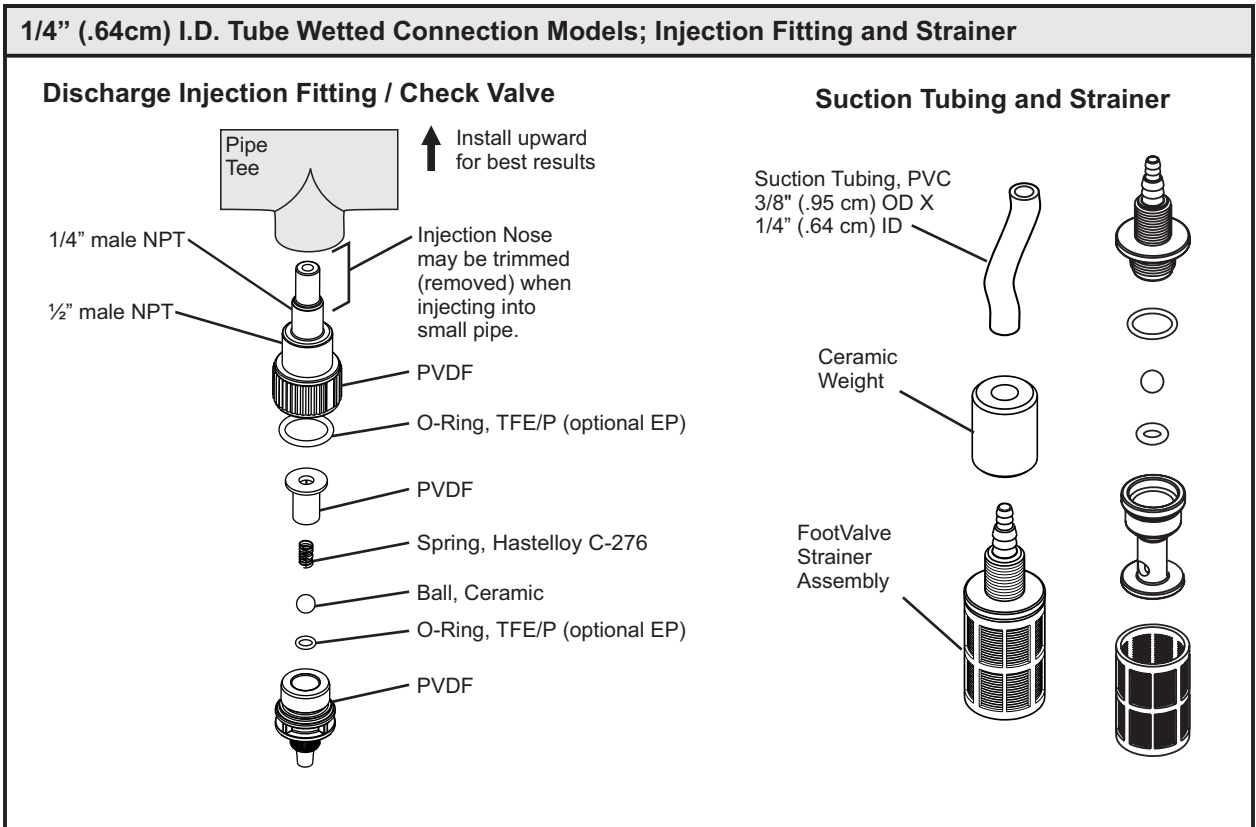 1/4” (.64cm) I.D. Tube Wetted Connection Models; Injection Fitting and Strainer
Discharge Injection Fitting / Check Valve
Pipe
Tee
Install upward
for best results
1/4” male NPT
½” male NPT
Injection Nose
may be trimmed
(removed) when
injecting into
small pipe.
PVDF
O-Ring, TFE/P (optional EP)
PVDF
Spring, Hastelloy C-276
Ball, Ceramic
O-Ring, TFE/P (optional EP)
PVDF
Suction Tubing and Strainer
Suction Tubing, PVC
3/8" (.95 cm) OD X
1/4” (.64 cm) ID
Ceramic
Weight
FootValve
Strainer
Assembly